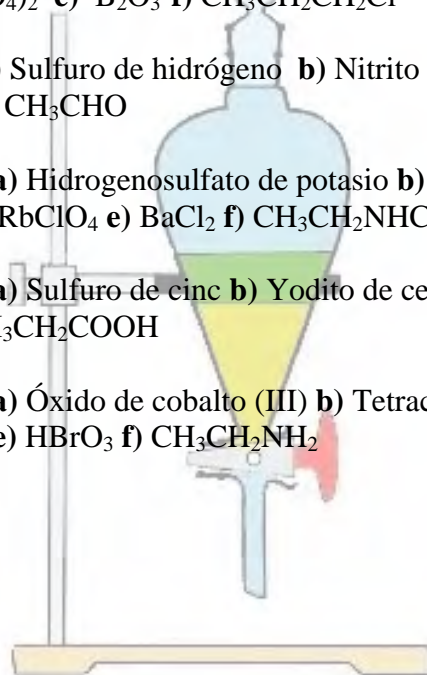 4)2 c) B2O3 f) CH3CH2CH2Cl
Sulfuro de hidrógeno b) Nitrito
CH3CHO
a) Hidrogenosulfato de potasio b)
RbClO4 e) BaCl2 f) CH3CH2NHC
a) Sulfuro de cinc b) Yodito de ce
3CH2COOH
a) Óxido de cobalto (III) b) Tetrac
e) HBrO3 f) CH3CH2NH2